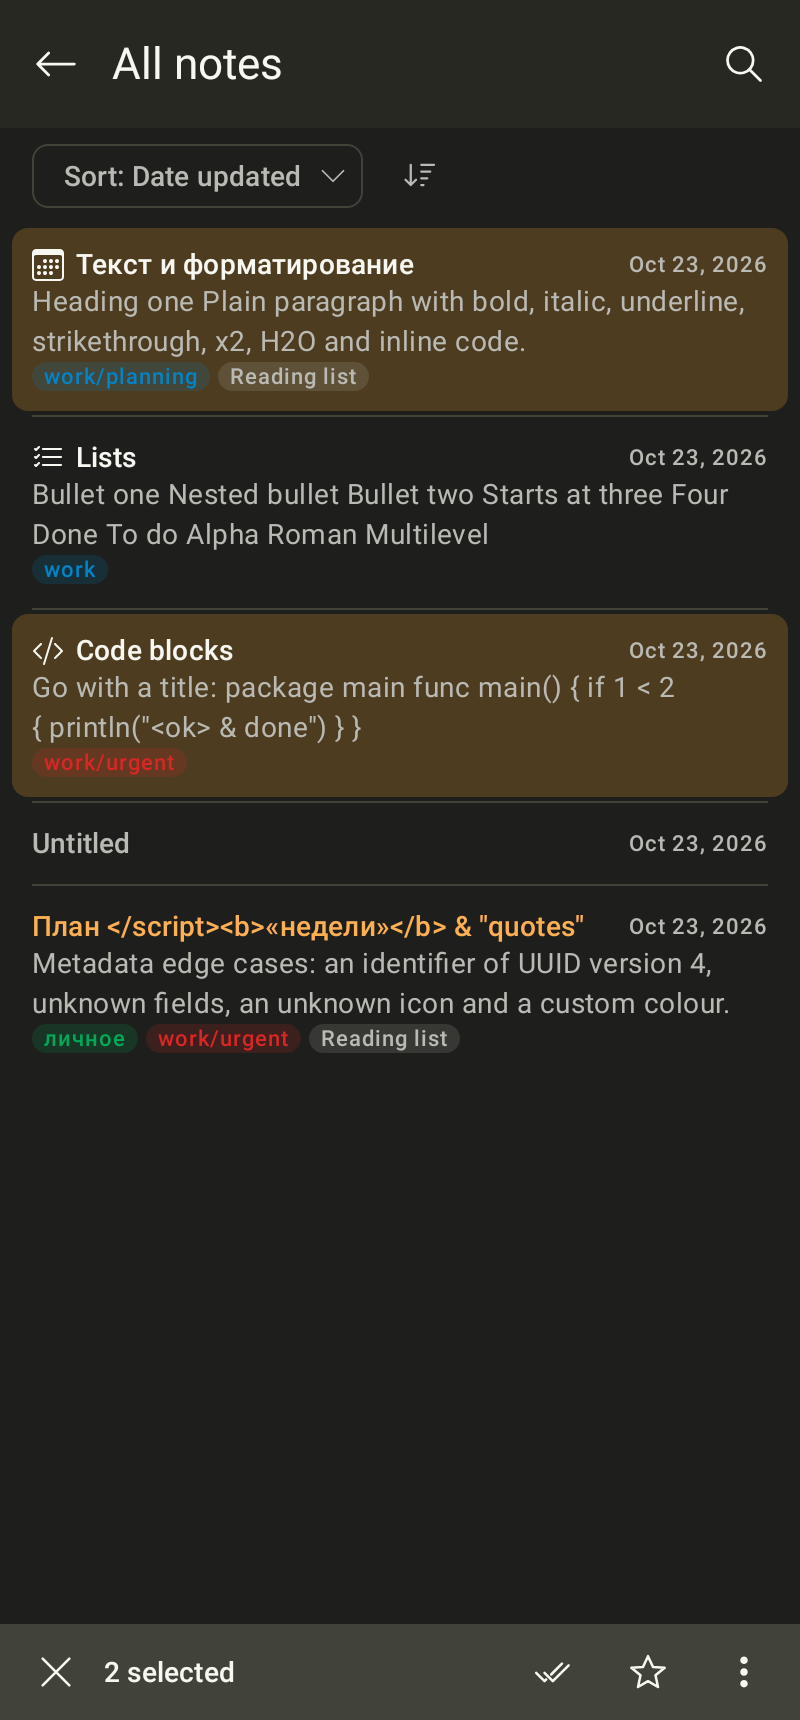 All notes
Sort: Date updated
Текст и форматирование Oct 23, 2026
Heading one Plain paragraph with bold, italic, underline,
strikethrough, x2, H2O and inline code.
work/planning Reading list
Lists Oct 23, 2026
Bullet one Nested bullet Bullet two Starts at three Four
Done To do Alpha Roman Multilevel
work
Code blocks Oct 23, 2026
Go with a title: package main func main() { if 1 < 2
{ println("<ok> & done") } }
work/urgent
Untitled Oct 23, 2026
План </script><b>«недели»</b> & "quotes" Oct 23, 2026
Metadata edge cases: an identifier of UUID version 4,
unknown fields, an unknown icon and a custom colour.
личное work/urgent Reading list
2 selected